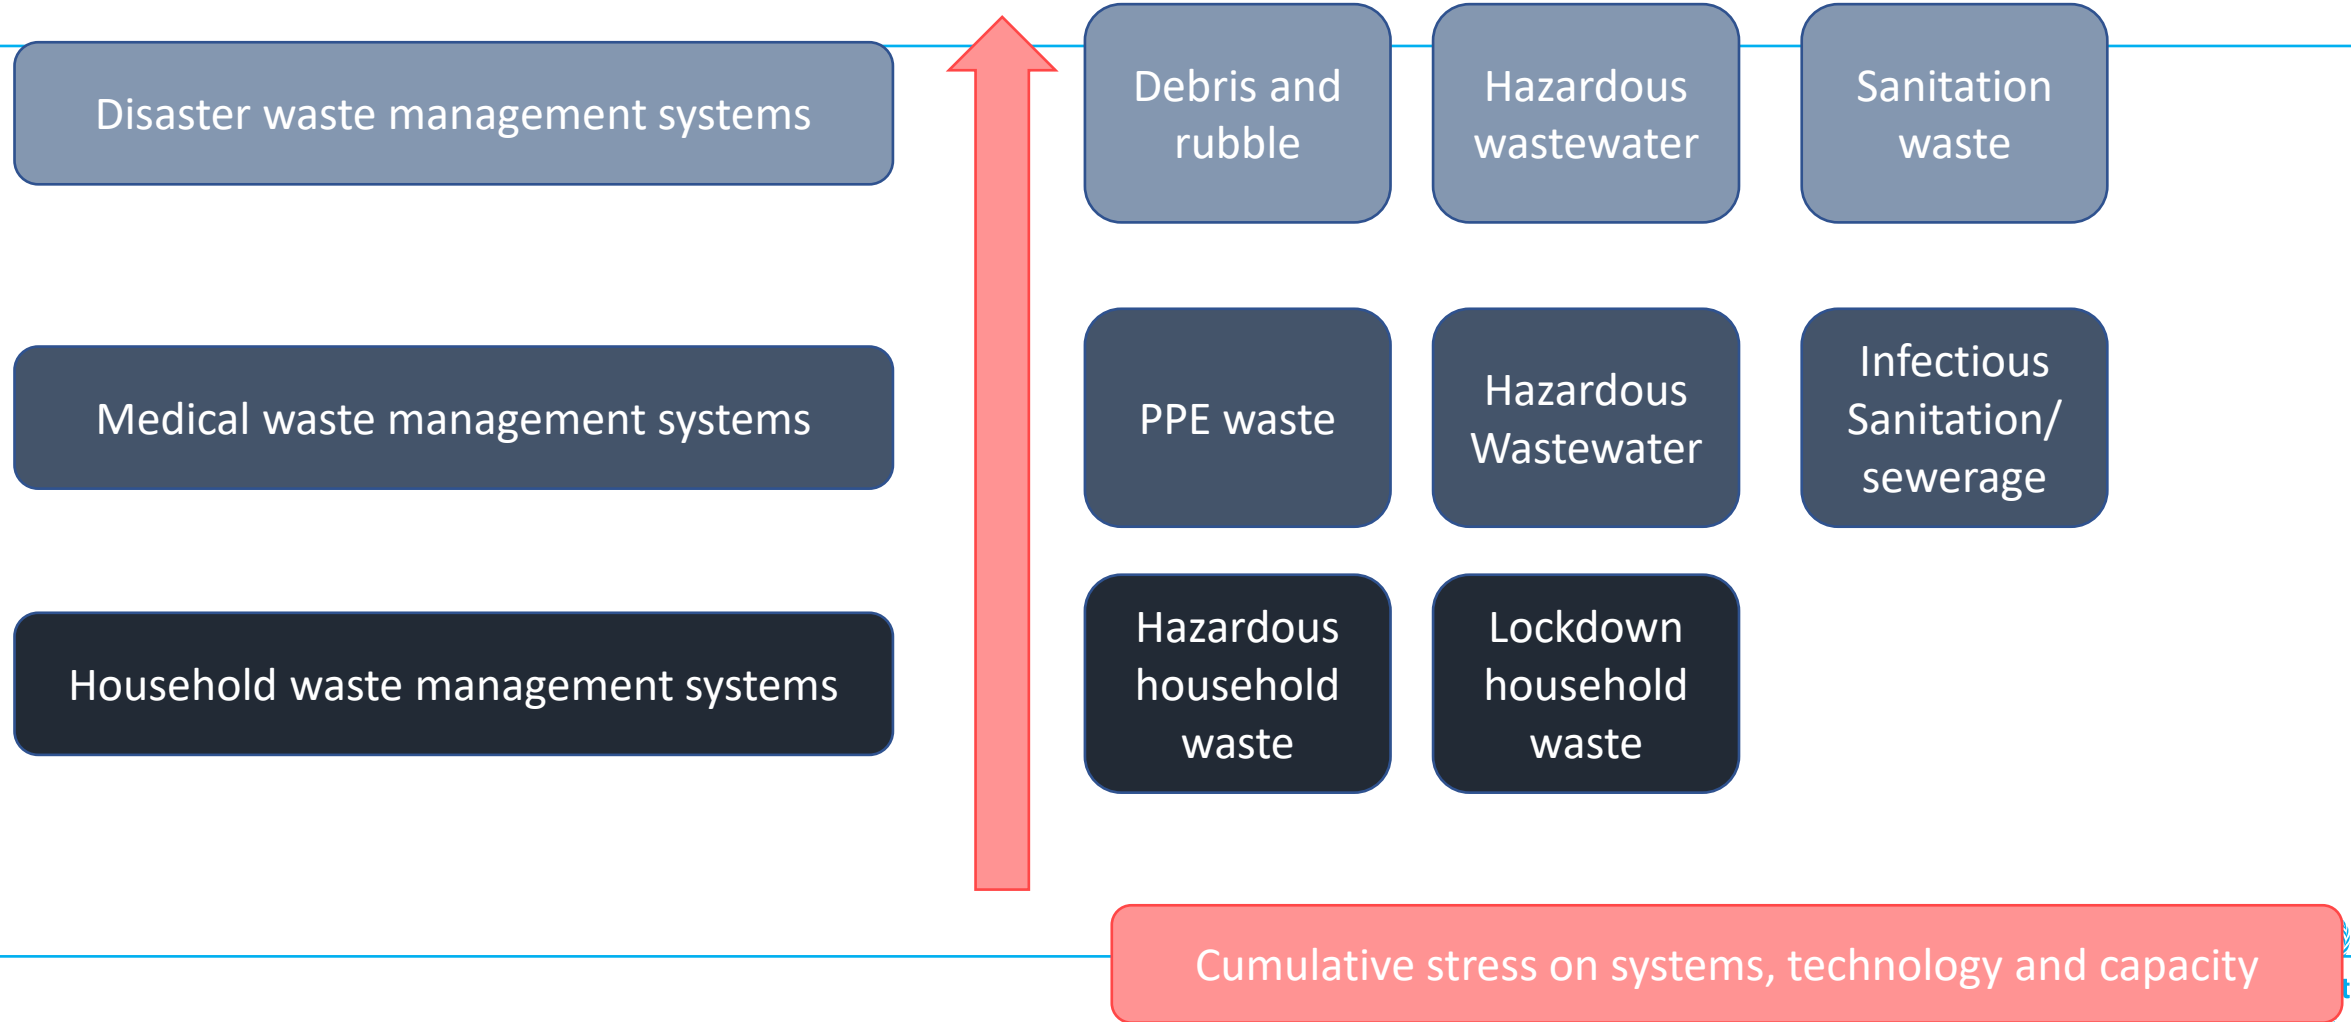 Disaster waste management systems
Debris and
rubble
Hazardous
wastewater
Sanitation
waste
Medical waste management systems
PPE waste
Hazardous
Wastewater
Infectious
Sanitation/
sewerage
Household waste management systems
Hazardous
household
waste
Lockdown
household
waste
Cumulative stress on systems, technology and capacity